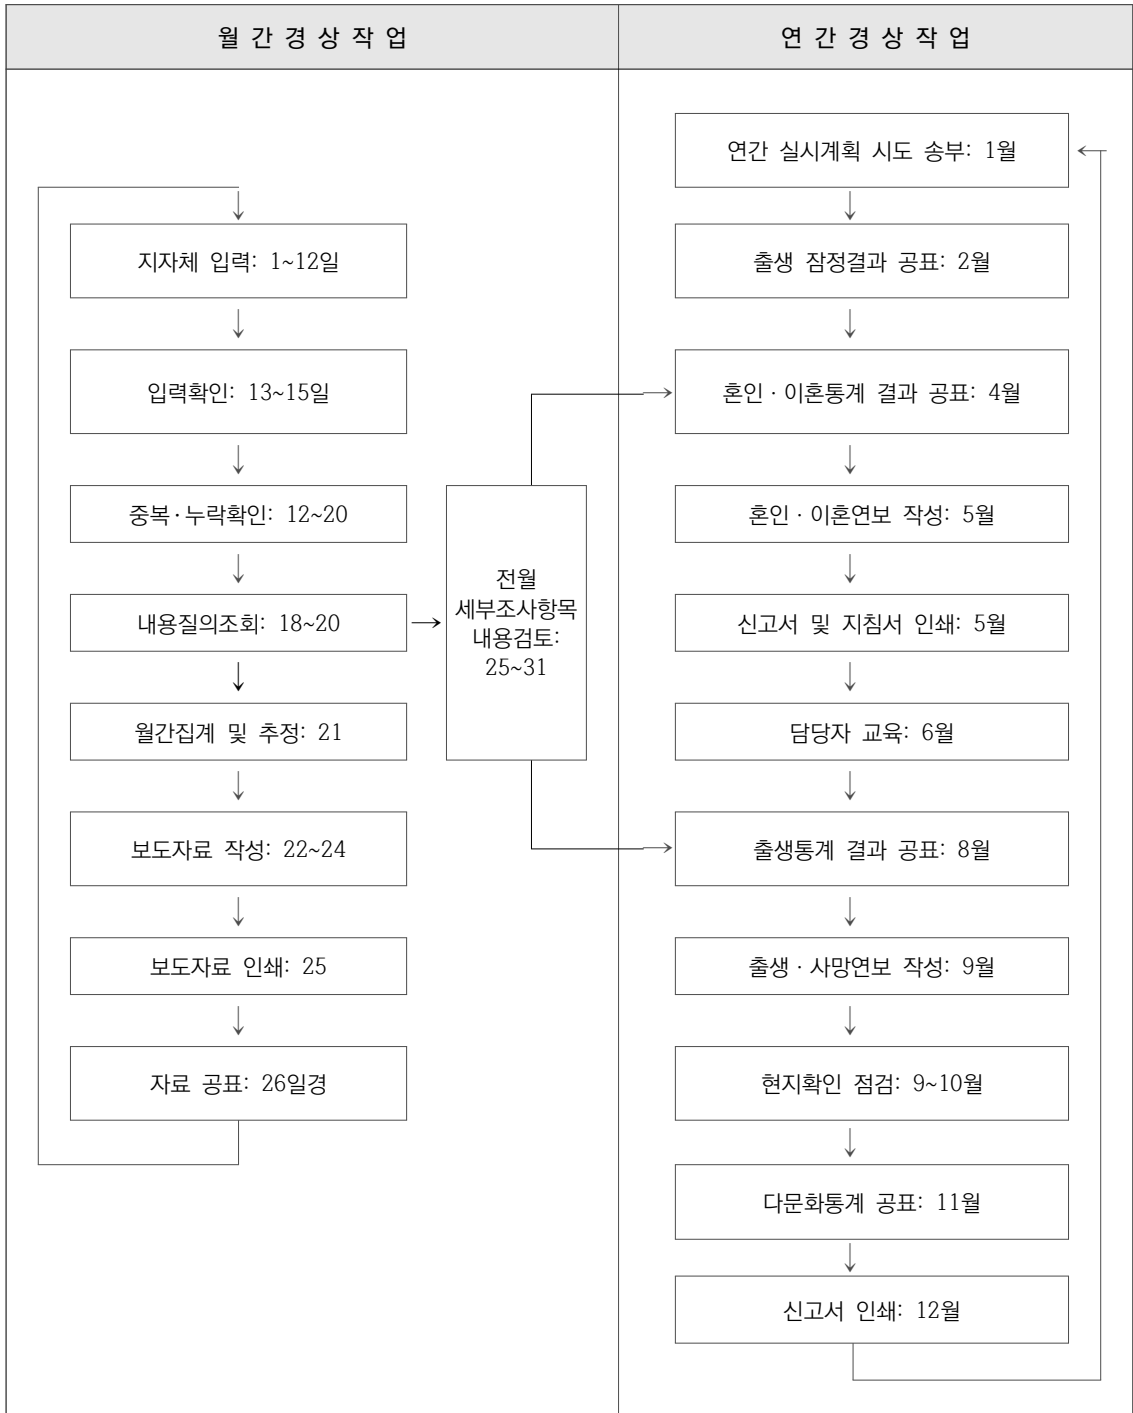 월 간 경 상 작 업
연 간 경 상 작 업
지자체 입력: 1~12일
입력확인: 13~15일
중복·누락확인: 12~20
내용질의조회: 18~20
월간집계 및 추정: 21
보도자료 작성: 22~24
보도자료 인쇄: 25
자료 공표: 26일경
전월
세부조사항목
내용검토:
25~31
연간 실시계획 시도 송부: 1월
출생 잠정결과 공표: 2월
혼인·이혼통계 결과 공표: 4월
혼인·이혼연보 작성: 5월
신고서 및 지침서 인쇄: 5월
담당자 교육: 6월
출생통계 결과 공표: 8월
출생·사망연보 작성: 9월
현지확인 점검: 9~10월
다문화통계 공표: 11월
신고서 인쇄: 12월